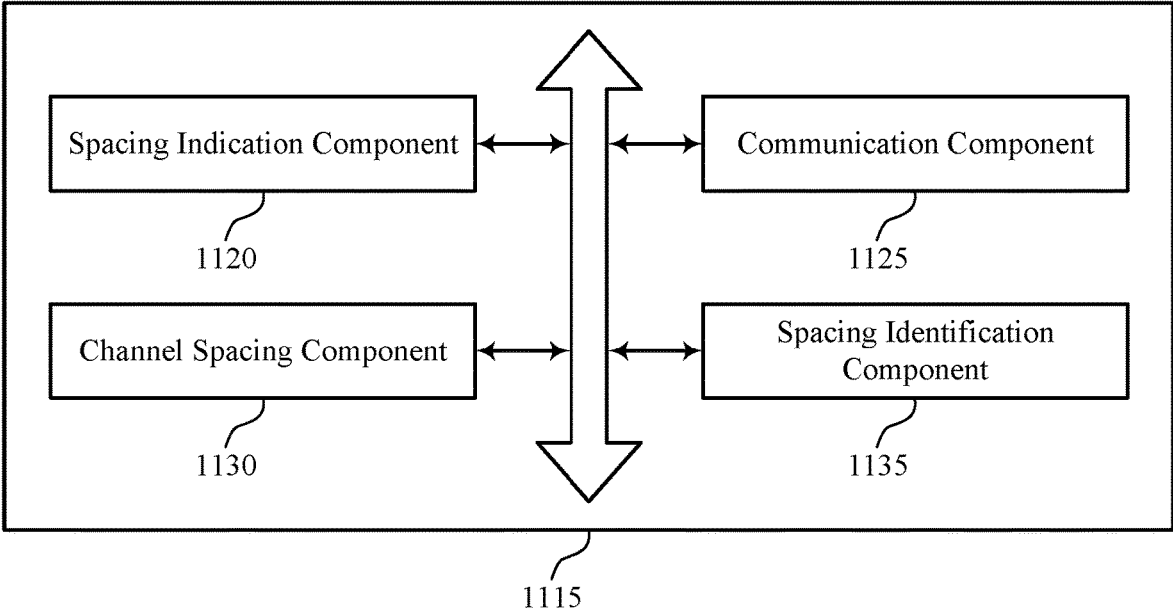 Spacing Indication Component
1120
Communication Component
1125
Channel Spacing Component
1130
Spacing Identification
Component
1135
1115